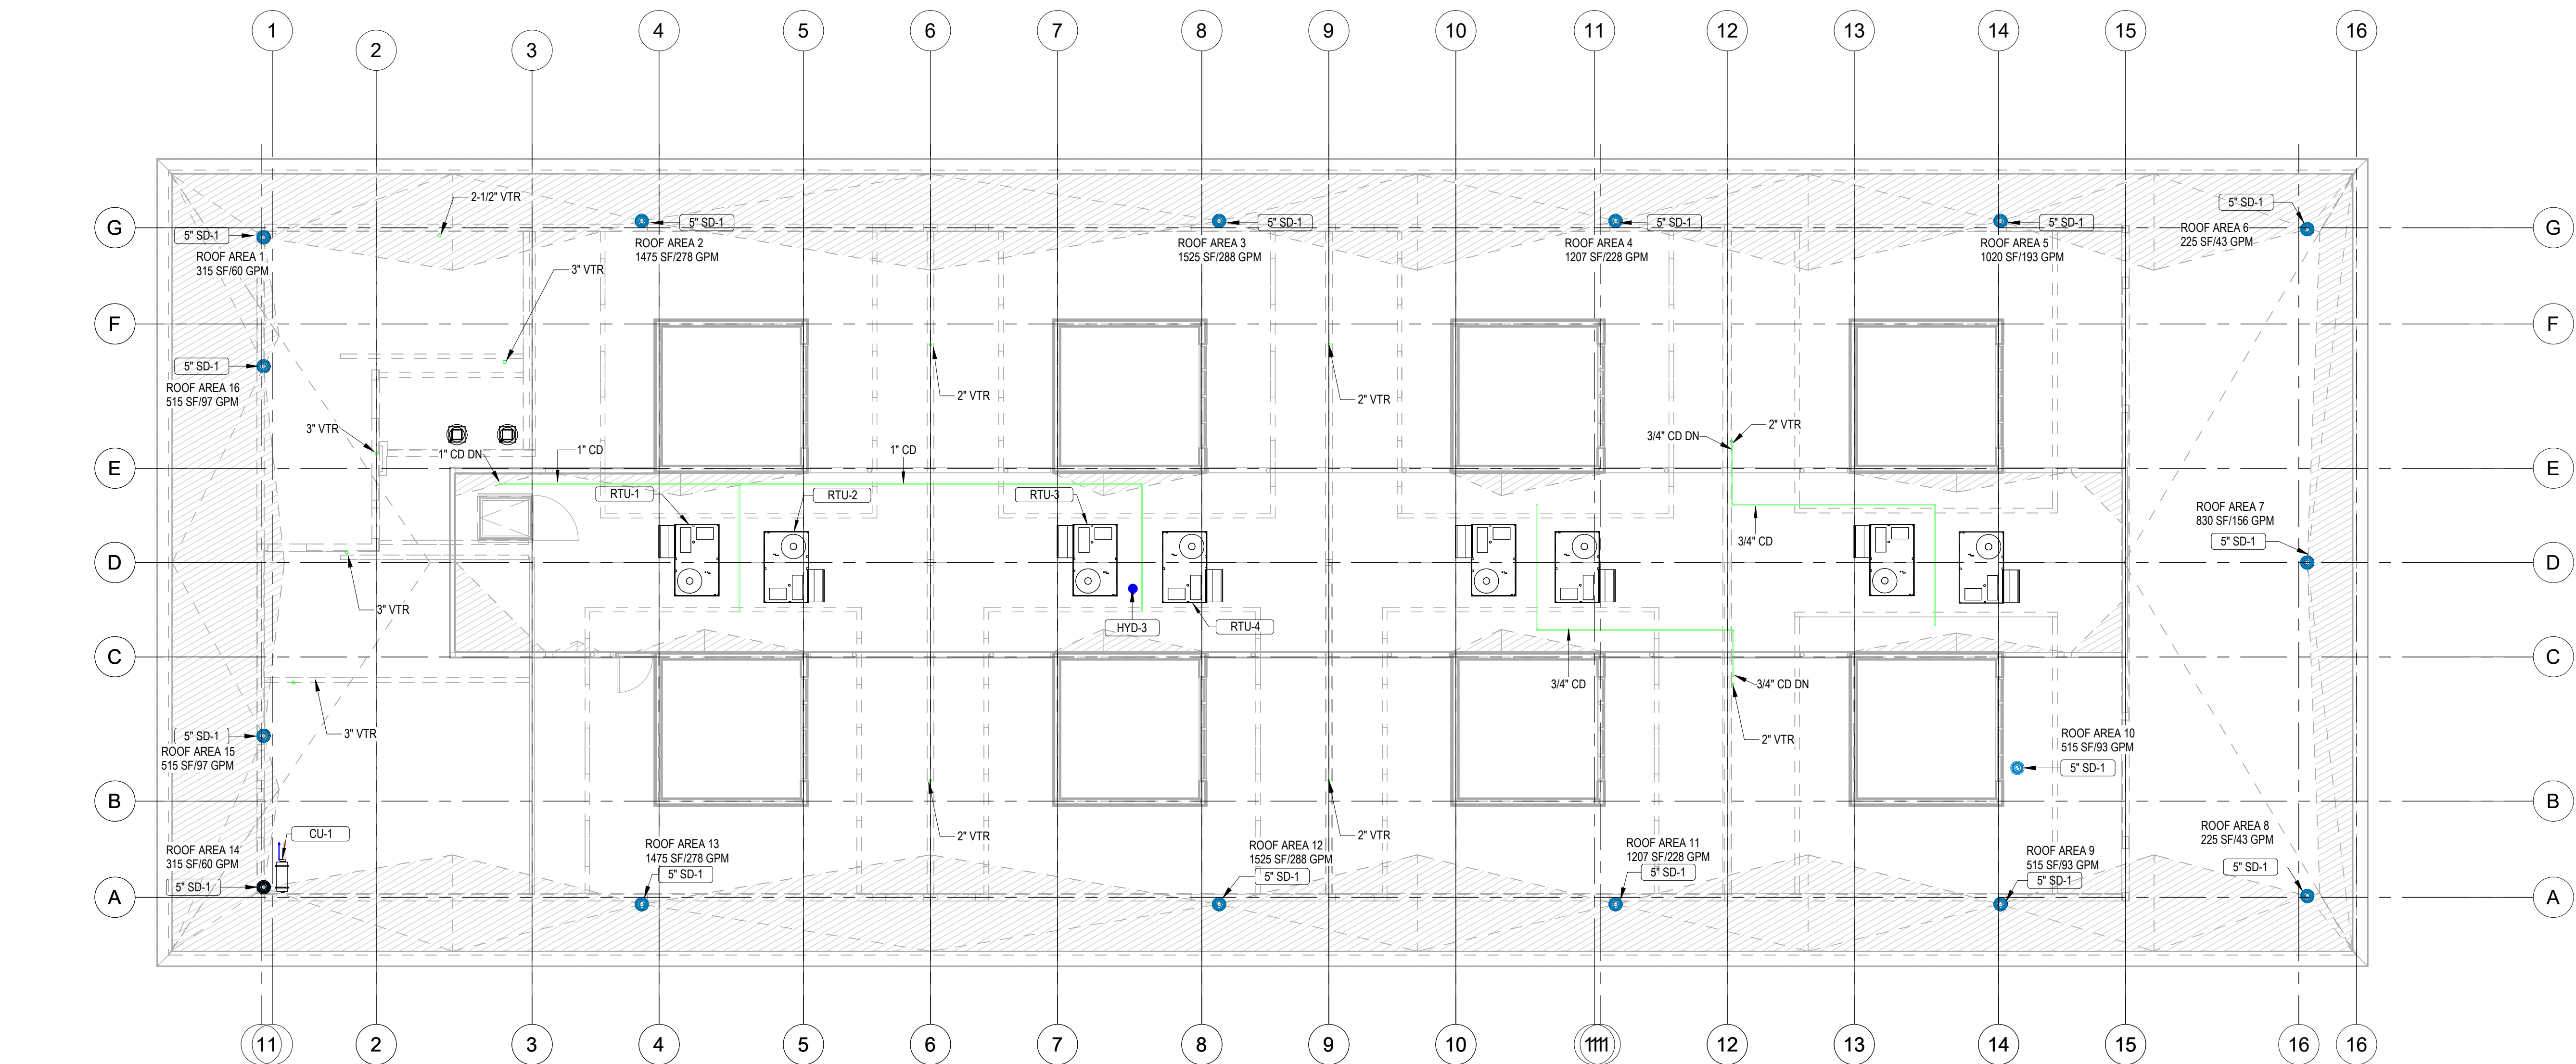 1
2
3
4
5
6
7
8
9
10
11
12
13
14
15
16
2-1/2" VTR
G
5" SD-1
ROOF AREA 1
315 SF/60 GPM
5" SD-1
ROOF AREA 2
1475 SF/278 GPM
5" SD-1
ROOF AREA 3
1525 SF/288 GPM
5" SD-1
ROOF AREA 4
1207 SF/228 GPM
5" SD-1
ROOF AREA 5
1020 SF/193 GPM
5" SD-1
ROOF AREA 6
225 SF/43 GPM
G
3" VTR
F
F
5" SD-1
ROOF AREA 16
515 SF/97 GPM
2" VTR
2" VTR
3" VTR
1" CD DN
1" CD
1" CD
3/4" CD DN
2" VTR
E
E
RTU-1
RTU-2
RTU-3
ROOF AREA 7
830 SF/156 GPM
5" SD-1
3/4" CD
D
D
3" VTR
HYD-3
RTU-4
C
C
3/4" CD
3/4" CD DN
3" VTR
2" VTR
5" SD-1
ROOF AREA 15
515 SF/97 GPM
ROOF AREA 10
515 SF/93 GPM
5" SD-1
B
B
CU-1
2" VTR
2" VTR
ROOF AREA 14
315 SF/60 GPM
5" SD-1
ROOF AREA 13
1475 SF/278 GPM
5" SD-1
ROOF AREA 12
1525 SF/288 GPM
5" SD-1
ROOF AREA 11
1207 SF/228 GPM
5" SD-1
ROOF AREA 9
515 SF/93 GPM
5" SD-1
ROOF AREA 8
225 SF/43 GPM
5" SD-1
A
A
1
1
2
3
4
5
6
7
8
9
10
11
11
12
13
14
15
16
16